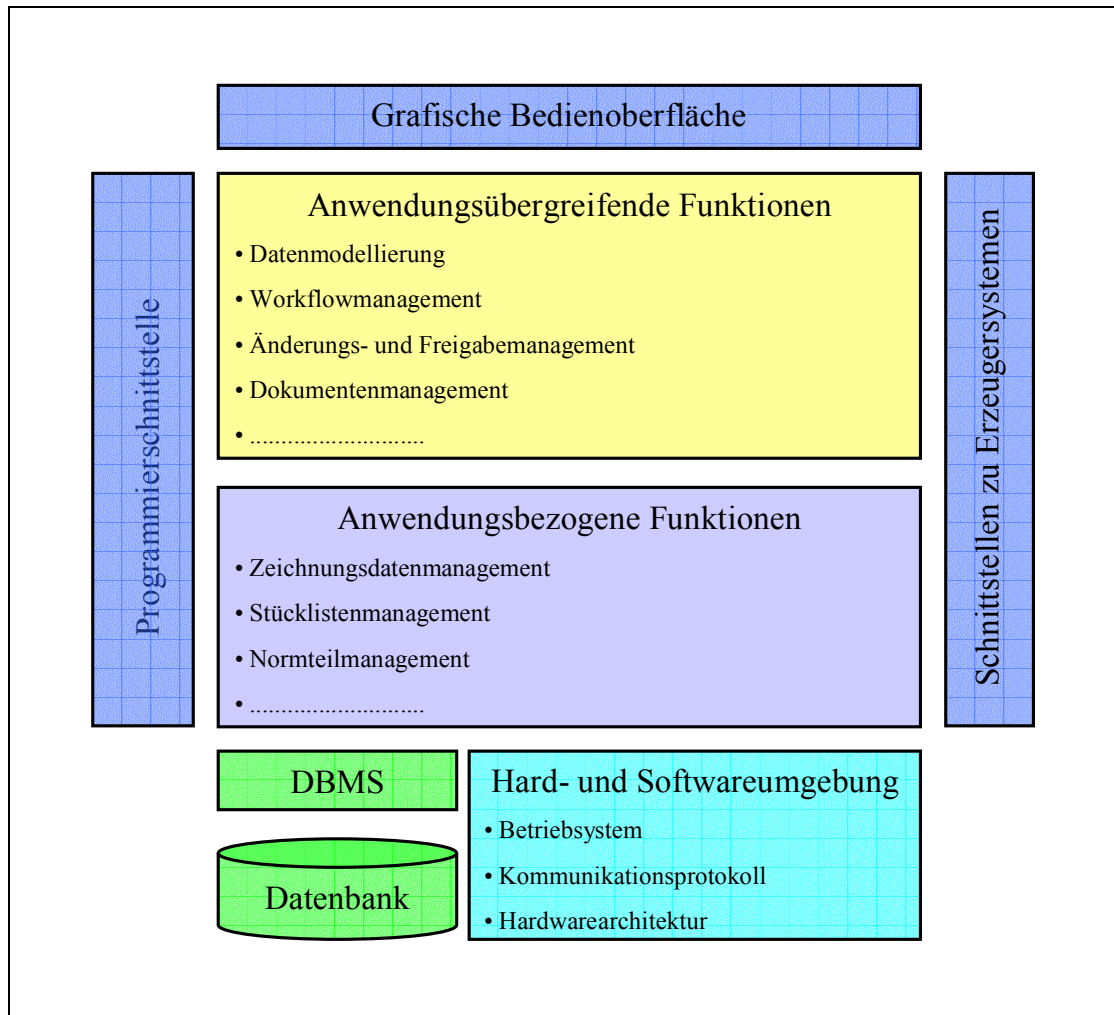 Grafische Bedienoberfläche
Programmierschnittstelle
Anwendungsübergreifende Funktionen
• Datenmodellierung
• Workflowmanagement
• Änderungs- und Freigabemanagement
• Dokumentenmanagement
• ............................
Anwendungsbezogene Funktionen
• Zeichnungsdatenmanagement
• Stücklistenmanagement
• Normteilmanagement
• ............................
Schnittstellen zu Erzeugersystemen
DBMS
Datenbank
Hard- und Softwareumgebung
• Betriebsystem
• Kommunikationsprotokoll
• Hardwarearchitektur